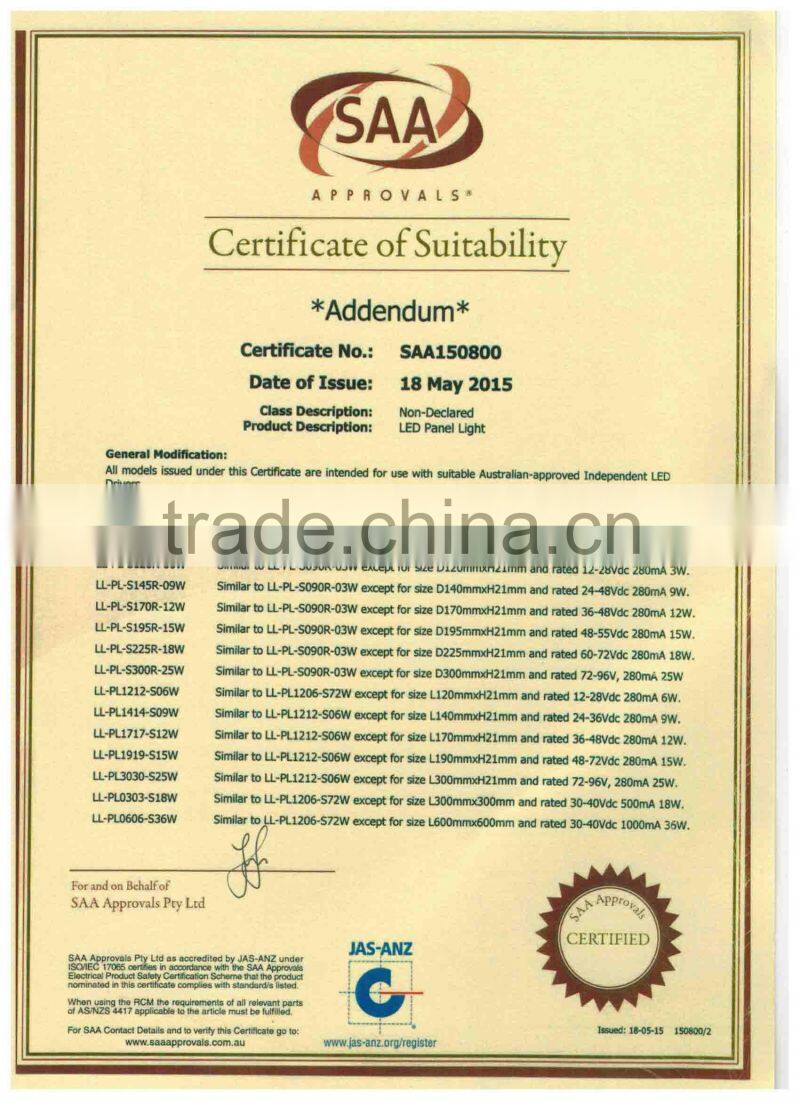 SAA
APPROVALS®
Certificate of Suitability
*Addendum*
Certificate No.: SAA150800
Date of Issue: 18 May 2015
Class Description: Non-Declared
Product Description: LED Panel Light
General Modification:
All models issued under this Certificate are intended for use with suitable Australian-approved Independent LED
Drivers
trade.china.cn
Similar to LL-PL-S090R-03W except for size D120mmxH21mm and rated 12-28Vdc 280mA 3W.
LL-PL-S145R-09W Similar to LL-PL-S090R-03W except for size D140mmxH21mm and rated 24-48Vdc 280mA 9W.
LL-PL-S170R-12W Similar to LL-PL-S090R-03W except for size D170mmxH21mm and rated 36-48Vdc 280mA 12W.
LL-PL-S195R-15W Similar to LL-PL-S090R-03W except for size D195mmxH21mm and rated 48-55Vdc 280mA 15W.
LL-PL-S225R-18W Similar to LL-PL-S090R-03W except for size D225mmxH21mm and rated 60-72Vdc 280mA 18W.
LL-PL-S300R-25W Similar to LL-PL-S090R-03W except for size D300mmxH21mm and rated 72-96V, 280mA 25W
LL-PL1212-S06W Similar to LL-PL1206-S72W except for size L120mmxH21mm and rated 12-28Vdc 280mA 6W.
LL-PL1414-S09W Similar to LL-PL1212-S06W except for size L140mmxH21mm and rated 24-36Vdc 280mA 9W.
LL-PL1717-S12W Similar to LL-PL1212-S06W except for size L170mmxH21mm and rated 36-48Vdc 280mA 12W.
LL-PL1919-S15W Similar to LL-PL1212-S06W except for size L190mmxH21mm and rated 48-72Vdc 280mA 15W.
LL-PL3030-S25W Similar to LL-PL1212-S06W except for size L300mmxH21mm and rated 72-96V, 280mA 25W.
LL-PL0303-S18W Similar to LL-PL1206-S72W except for size L300mmx300mm and rated 30-40Vdc 500mA 18W.
LL-PL0606-S36W Similar to LL-PL1206-S72W except for size L600mmx600mm and rated 30-40Vdc 1000mA 36W.
For and on Behalf of
SAA Approvals Pty Ltd
SAA Approvals Pty Ltd as accredited by JAS-ANZ under
ISO/IEC 17065 certifies in accordance with the SAA Approvals
Electrical Product Safety Certification Scheme that the product
nominated in this certificate complies with standard/s listed.
When using the RCM the requirements of all relevant parts
of AS/NZS 4417 applicable to the article must be fulfilled.
For SAA Contact Details and to verify this Certificate go to:
www.saaapprovals.com.au
JAS-ANZ
C
www.jas-anz.org/register
SAA Approvals
CERTIFIED
Issued: 18-05-15 150800/2